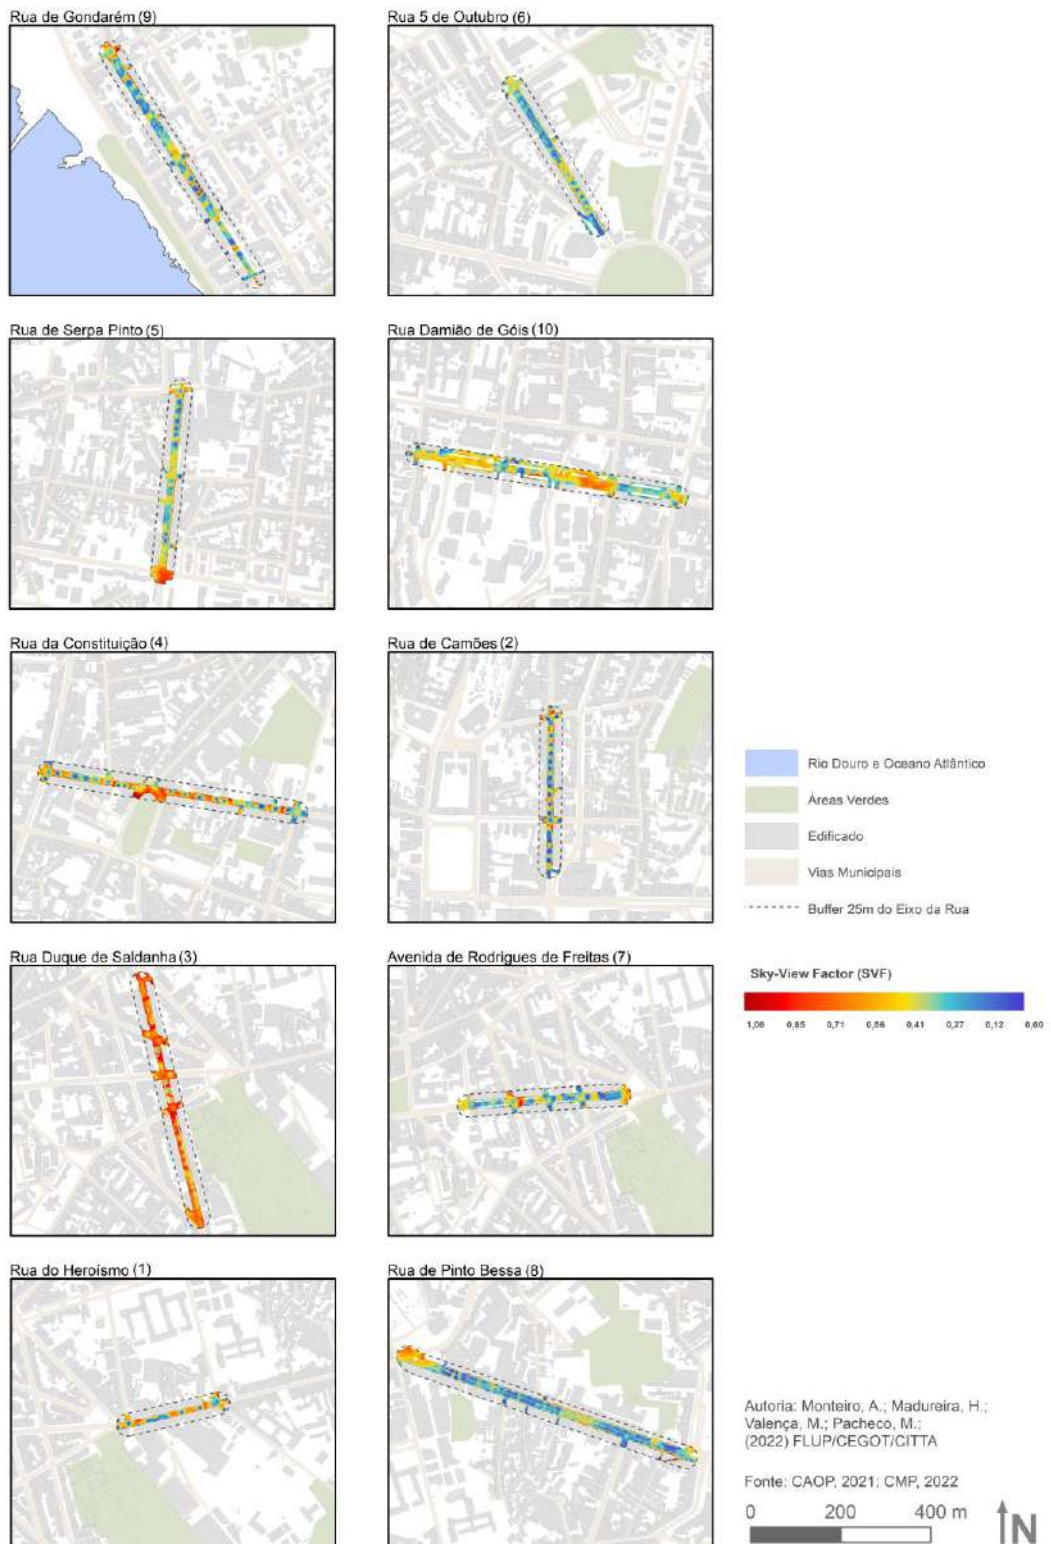 Rua de Gondarém (9)
Rua 5 de Outubro (6)
Rua de Serpa Pinto (5)
Rua Damião de Góis (10)
Rua da Constituição (4)
Rua de Camões (2)
Rio Douro e Oceano Atlântico
Áreas Verdes
Edificado
Vias Municipais
Buffer 25m do Eixo da Rua
Rua Duque de Saldanha (3)
Avenida de Rodrigues de Freitas (7)
Sky-View Factor (SVF)
1,00 0,85 0,71 0,56 0,41 0,27 0,12 0,00
Rua do Heroísmo (1)
Rua de Pinto Bessa (8)
Autoria: Monteiro, A.; Madureira, H.;
Valença, M.; Pacheco, M.;
(2022) FLUP/CEGOT/CITTA
Fonte: CAOP, 2021; CMP, 2022
0 200 400 m
N